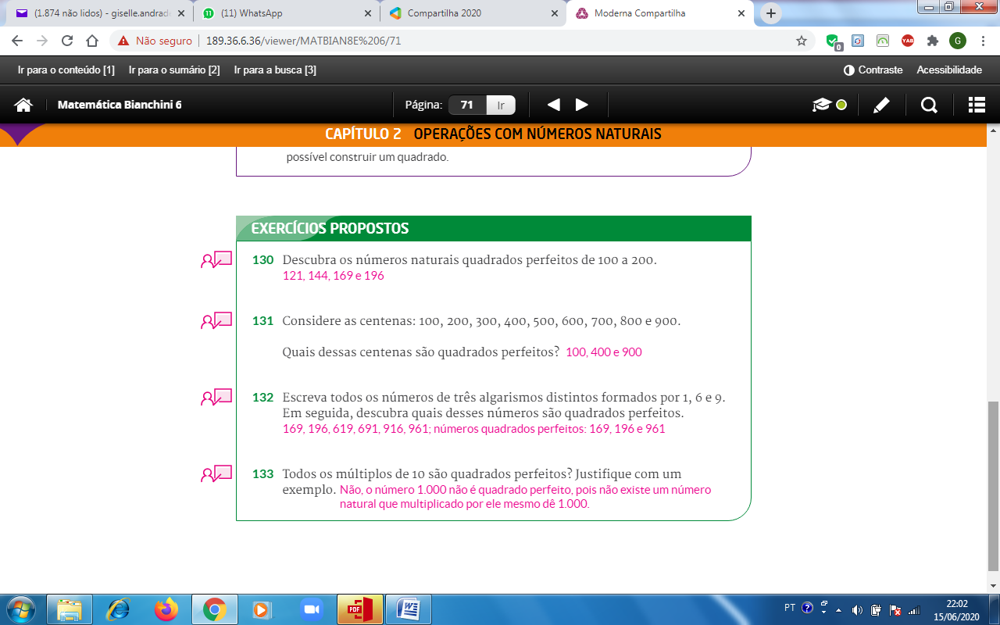 (1.874 não lidos) - giselle.andrad
(11) WhatsApp
Compartilha 2020
Moderna Compartilha
Não seguro
189.36.6.36/viewer/MATBIAN8E%206/71
0
YAB
G
Ir para o conteúdo [1] Ir para o sumário [2] Ir para a busca [3]
Contraste Acessibilidade
Matemática Bianchini 6
Página: 71 Ir
CAPÍTULO 2 OPERAÇÕES COM NÚMEROS NATURAIS
possível construir um quadrado.
EXERCÍCIOS PROPOSTOS
130 Descubra os números naturais quadrados perfeitos de 100 a 200.
121, 144, 169 e 196
131 Considere as centenas: 100, 200, 300, 400, 500, 600, 700, 800 e 900.
Quais dessas centenas são quadrados perfeitos? 100, 400 e 900
132 Escreva todos os números de três algarismos distintos formados por 1, 6 e 9.
Em seguida, descubra quais desses números são quadrados perfeitos.
169, 196, 619, 691, 916, 961; números quadrados perfeitos: 169, 196 e 961
133 Todos os múltiplos de 10 são quadrados perfeitos? Justifique com um
exemplo. Não, o número 1.000 não é quadrado perfeito, pois não existe um número
natural que multiplicado por ele mesmo dê 1.000.
PDF
PT
22:02
15/06/2020